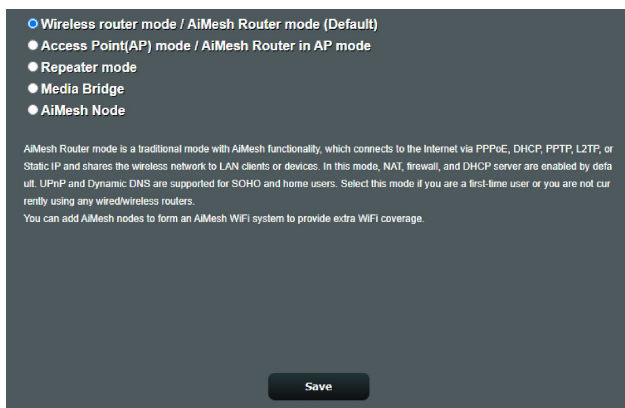 Wireless router mode / AiMesh Router mode (Default)
Access Point(AP) mode / AiMesh Router in AP mode
Repeater mode
Media Bridge
AiMesh Node
AiMesh Router mode is a traditional mode with AiMesh functionality, which connects to the Internet via PPPoE, DHCP, PPTP, L2TP, or
Static IP and shares the wireless network to LAN clients or devices. In this mode, NAT, firewall, and DHCP server are enabled by defa
ult. UPnP and Dynamic DNS are supported for SOHO and home users. Select this mode if you are a first-time user or you are not cur
rently using any wired/wireless routers.
You can add AiMesh nodes to form an AiMesh WiFi system to provide extra WiFi coverage.
Save